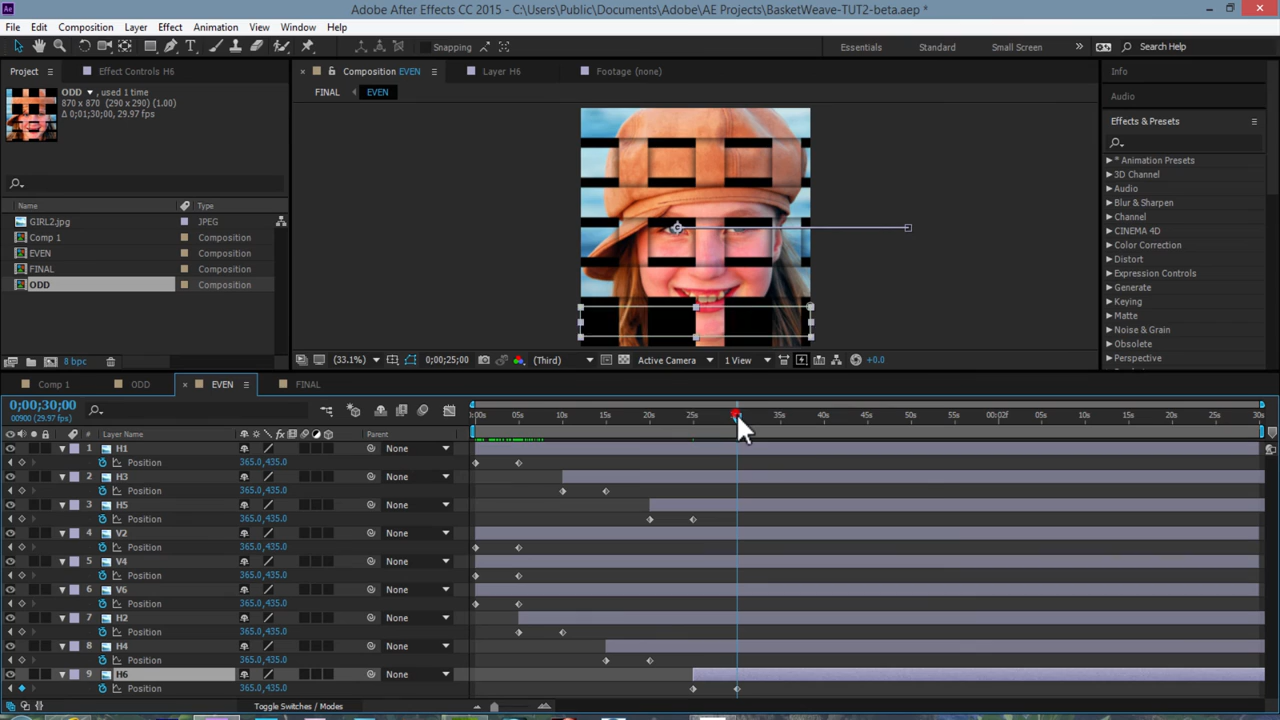 Adobe After Effects CC 2015 - C:\Users\Public\Documents\Adobe\AE Projects\BasketWeave-TUT2-beta.aep *
File Edit Composition Layer Effect Animation View Window Help
Snapping Essentials Standard Small Screen Search Help
Project Effect Controls H6 Composition EVEN Layer H6 Footage (none) Info
ODD , used 1 time
870 x 870 (290 x 290) (1.00)
Δ 0;01;30;00, 29.97 fps
FINAL EVEN
Audio
Effects & Presets
Name Type
GIRL2.jpg JPEG
Comp 1 Composition
EVEN Composition
FINAL Composition
ODD Composition
* Animation Presets
3D Channel
Audio
Blur & Sharpen
Channel
CINEMA 4D
Color Correction
Distort
Expression Controls
Generate
Keying
Matte
Noise & Grain
Obsolete
Perspective
8 bpc (33.1%) 0;00;25;00 (Third) Active Camera 1 View +0.0
Comp 1 ODD EVEN FINAL
0;00;30;00
00900 (29.97 fps)
:00s 05s 10s 15s 20s 25s 35s 40s 45s 50s 55s 00:02f 05s 10s 15s 20s 25s 30s
# Layer Name Parent
1 H1 None
Position 365.0,435.0
2 H3 None
Position 365.0,435.0
3 H5 None
Position 365.0,435.0
4 V2 None
Position 365.0,435.0
5 V4 None
Position 365.0,435.0
6 V6 None
Position 365.0,435.0
7 H2 None
Position 365.0,435.0
8 H4 None
Position 365.0,435.0
9 H6 None
Position 365.0,435.0
Toggle Switches / Modes